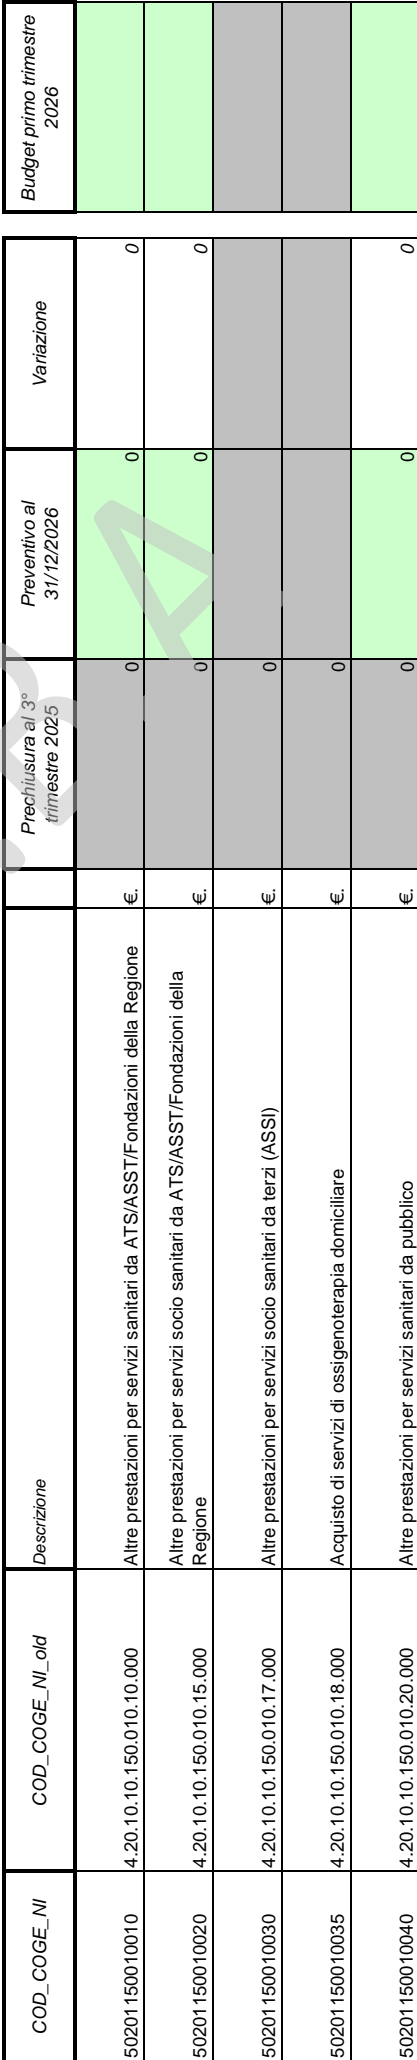 COD_COGE_NI COD_COGE_NI_old Descrizione Prechiusura al 3° trimestre 2025 Preventivo al 31/12/2026 Variazione Budget primo trimestre 2026
502011500010010 4.20.10.10.150.010.10.000 Altre prestazioni per servizi sanitari da ATS/ASST/Fondazioni della Regione €. 0 0 0
502011500010020 4.20.10.10.150.010.15.000 Altre prestazioni per servizi socio sanitari da ATS/ASST/Fondazioni della
Regione €. 0 0 0
502011500010030 4.20.10.10.150.010.17.000 Altre prestazioni per servizi socio sanitari da terzi (ASSI) €. 0
502011500010035 4.20.10.10.150.010.18.000 Acquisto di servizi di ossigenoterapia domiciliare €. 0
502011500010040 4.20.10.10.150.010.20.000 Altre prestazioni per servizi sanitari da pubblico €. 0 0 0